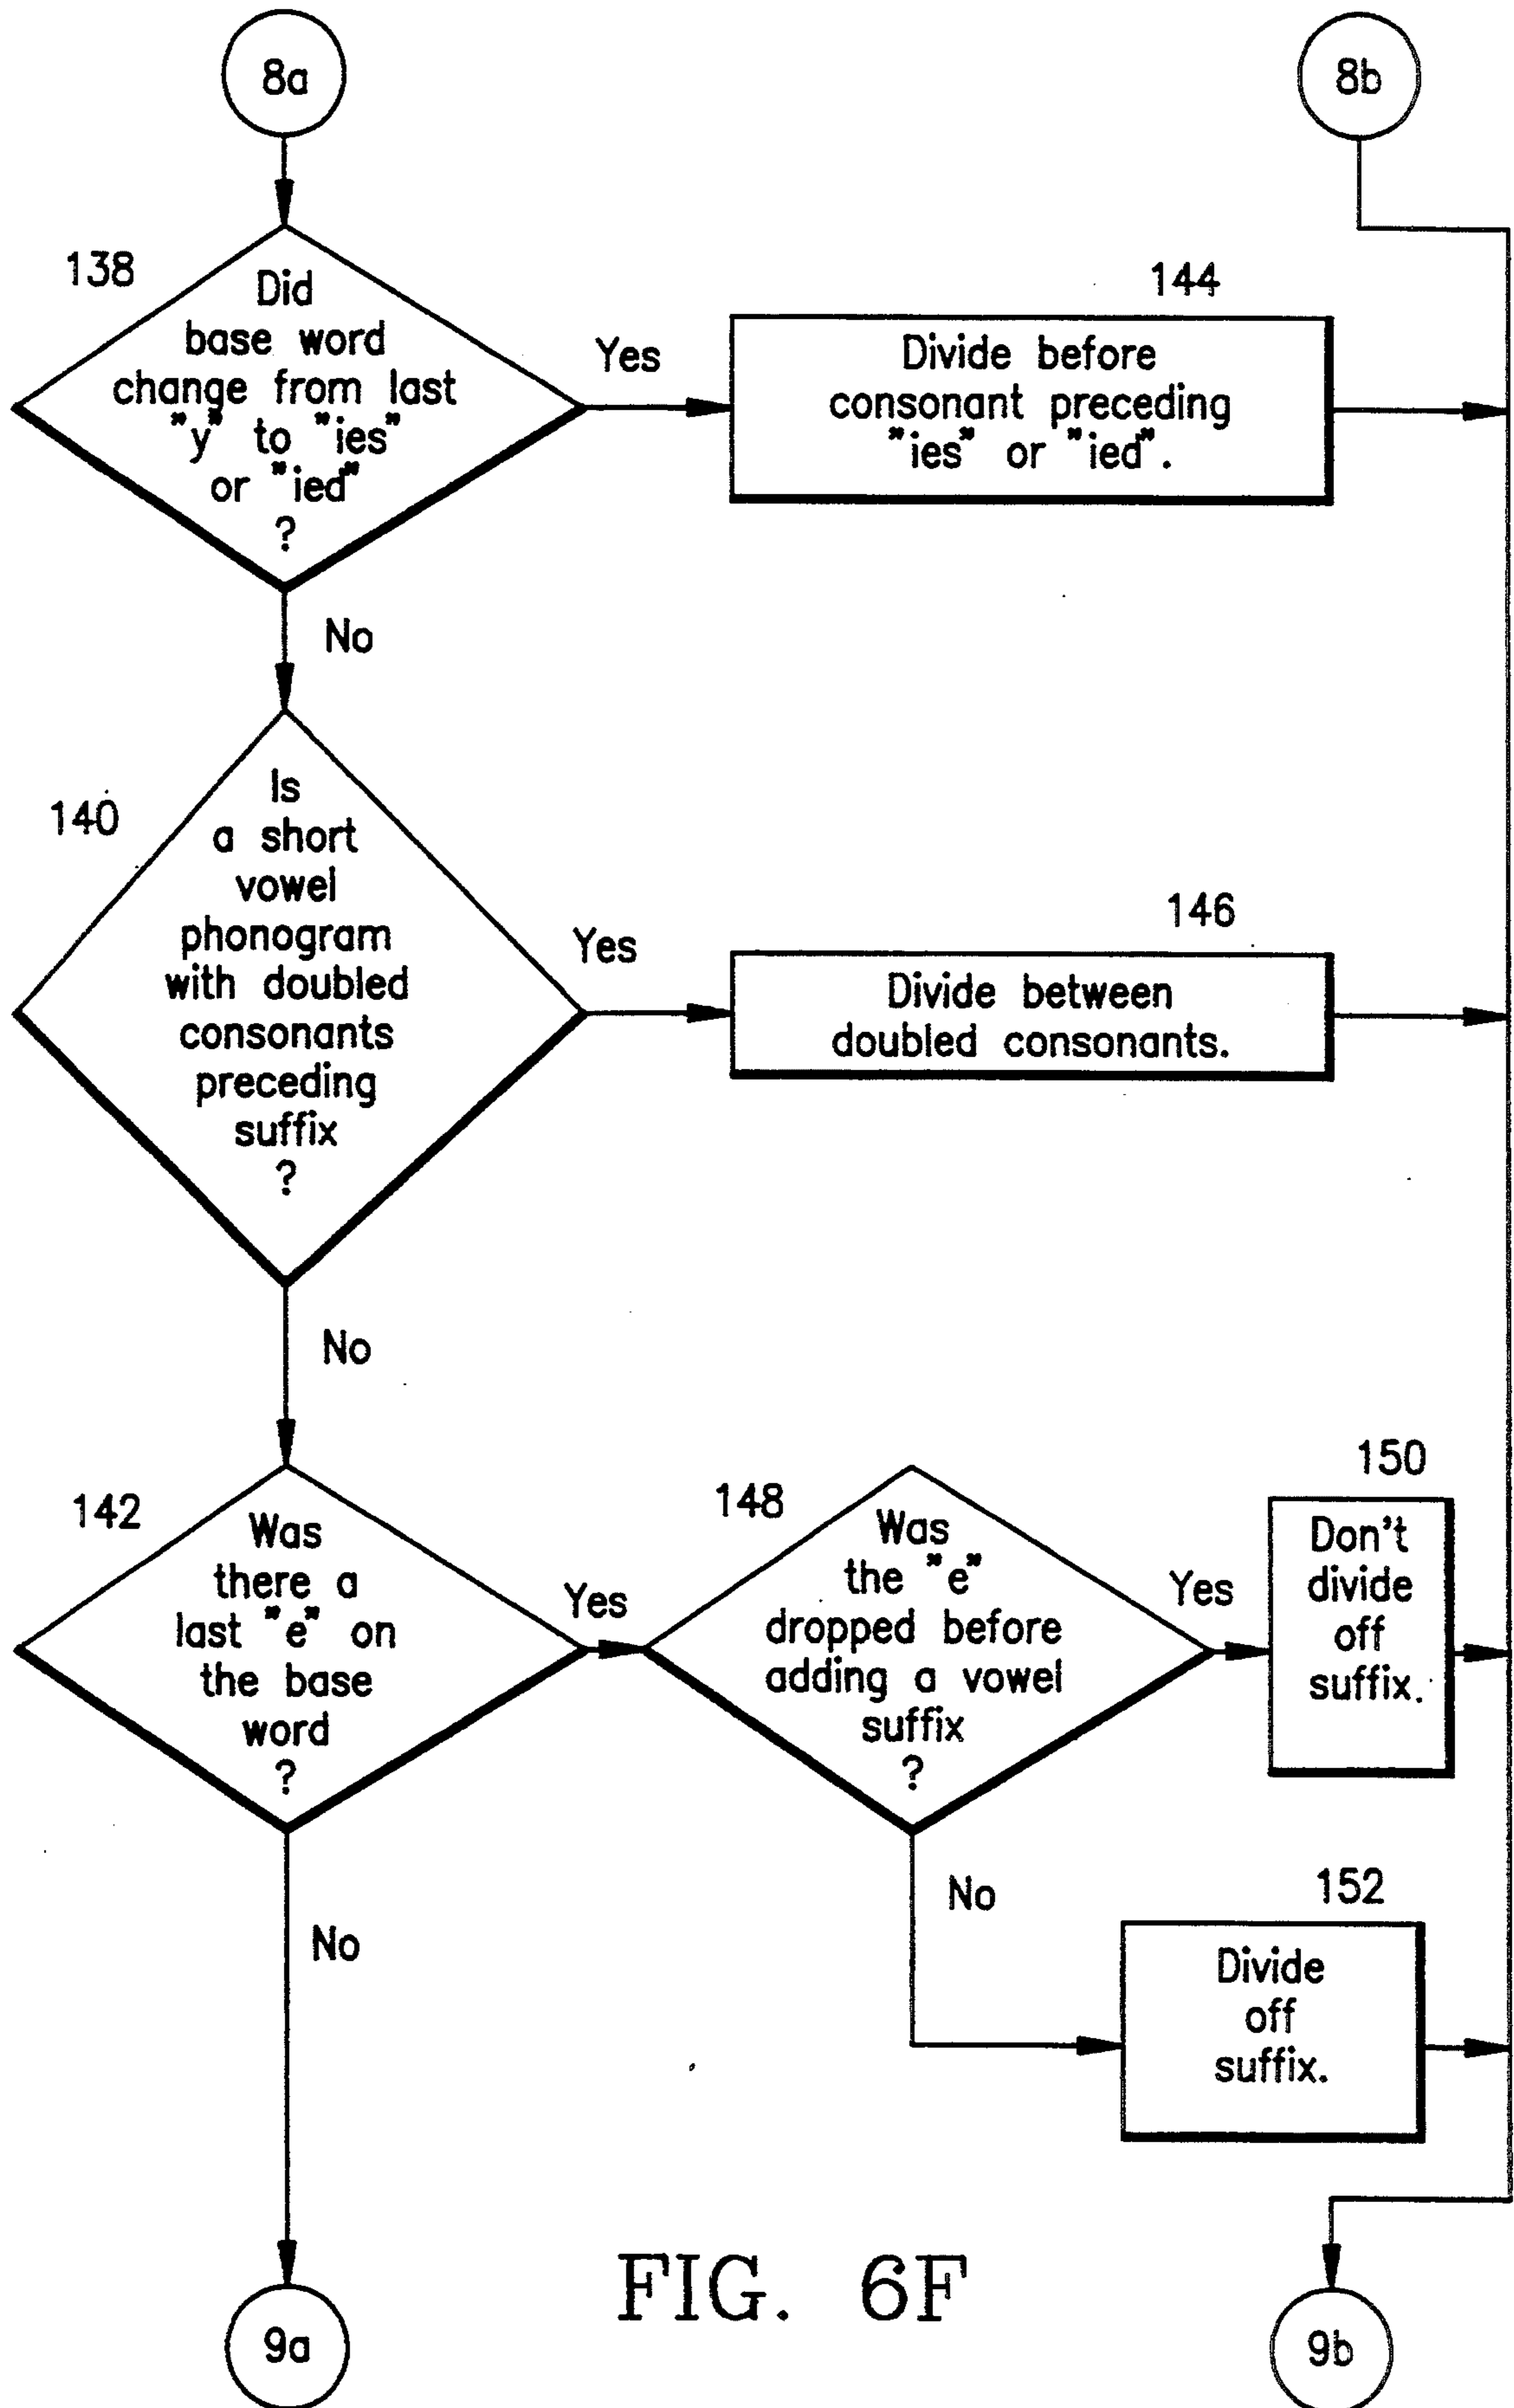 8a
8b
138
Did
base word
change from last
"y" to "ies"
or "ied"
?
Yes
144
Divide before
consonant preceding
"ies" or "ied".
No
140
Is
a short
vowel
phonogram
with doubled
consonants
preceding
suffix
?
Yes
146
Divide between
doubled consonants.
No
142
Was
there a
last "e" on
the base
word
?
Yes
148
Was
the "e"
dropped before
adding a vowel
suffix
?
Yes
150
Don't
divide
off
suffix.
No
152
Divide
off
suffix.
No
FIG. 6F
9a
9b